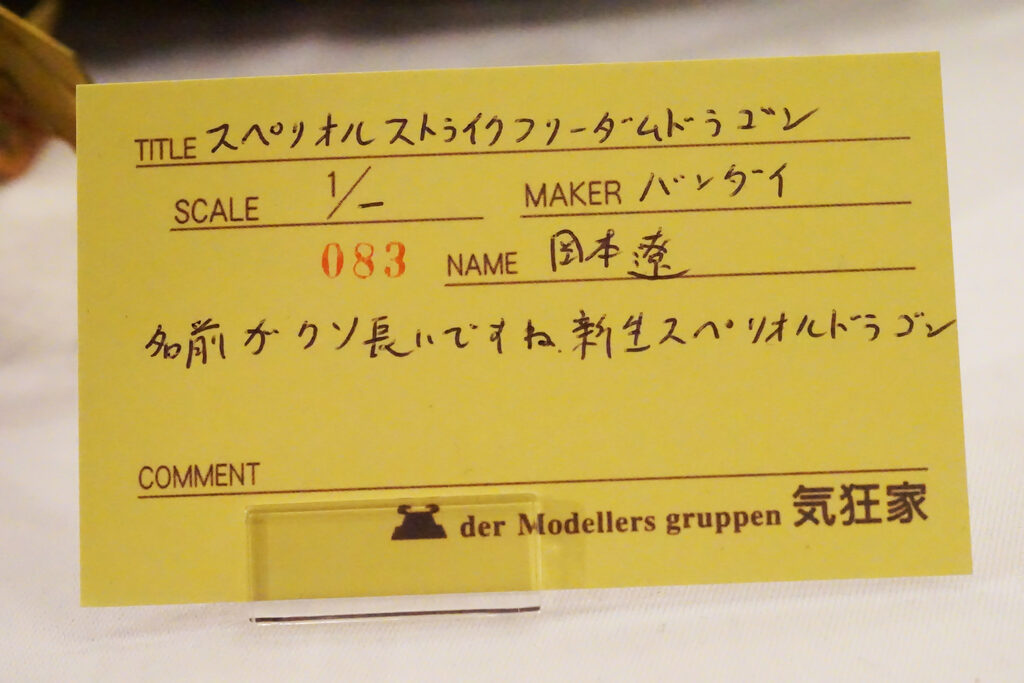 TITLE スペリオルストライクフリーダムドラゴン
SCALE 1/－ MAKER バンダイ
083 NAME 岡本遼
名前がクソ長いですね.新生スペリオルドラゴン
COMMENT
der Modellers gruppen 気狂家